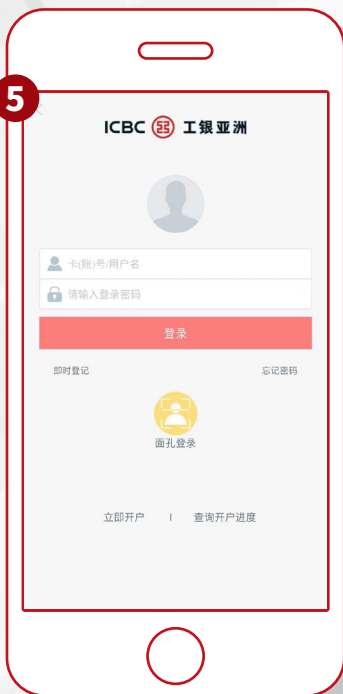 5
ICBC 工银亚洲
卡(账)号/用户名
请输入登录密码
登录
即时登记 忘记密码
面孔登录
立即开户 | 查询开户进度